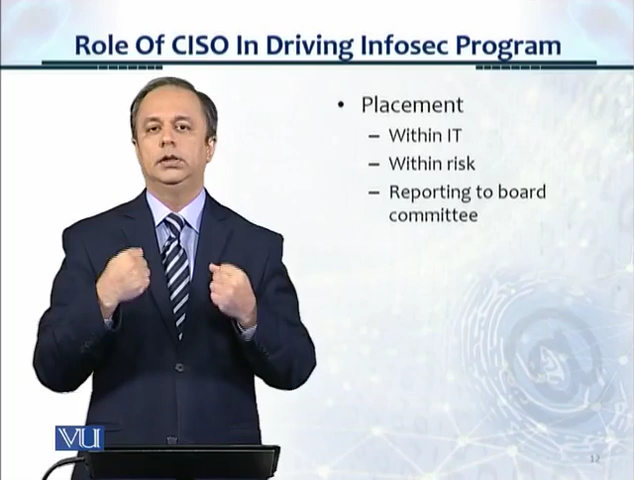 Role Of CISO In Driving Infosec Program
• Placement
– Within IT
– Within risk
– Reporting to board
committee
VU
12